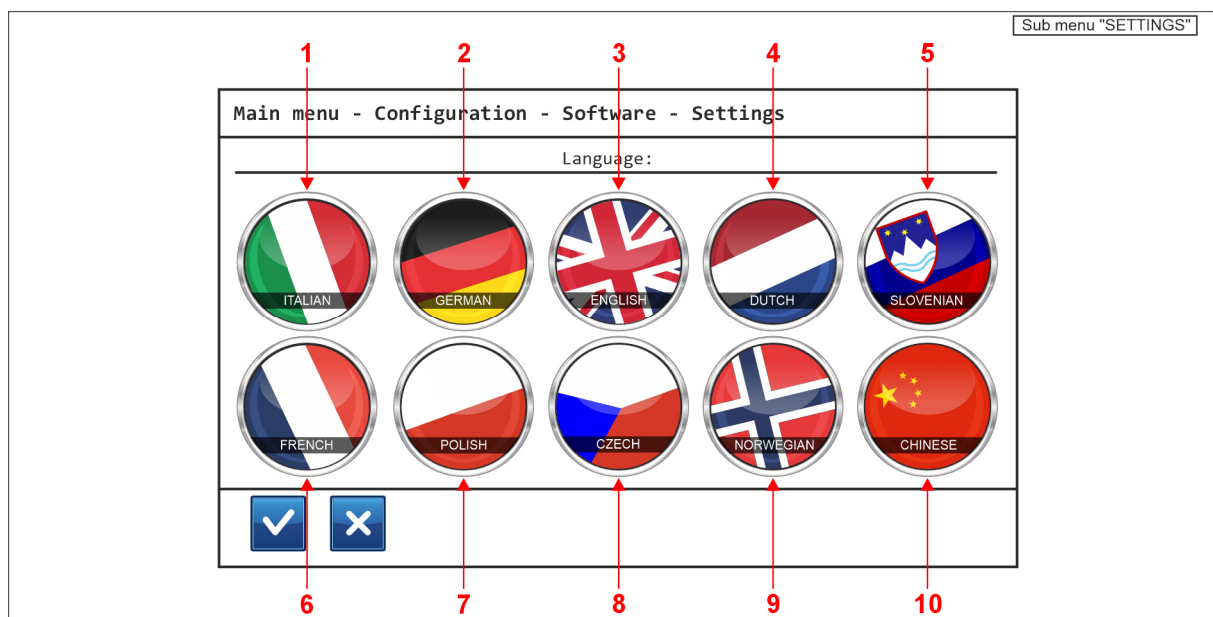 Sub menu "SETTINGS"
1 2 3 4 5
Main menu - Configuration - Software - Settings
Language:
ITALIAN GERMAN ENGLISH DUTCH SLOVENIAN
FRENCH POLISH CZECH NORWEGIAN CHINESE
6 7 8 9 10